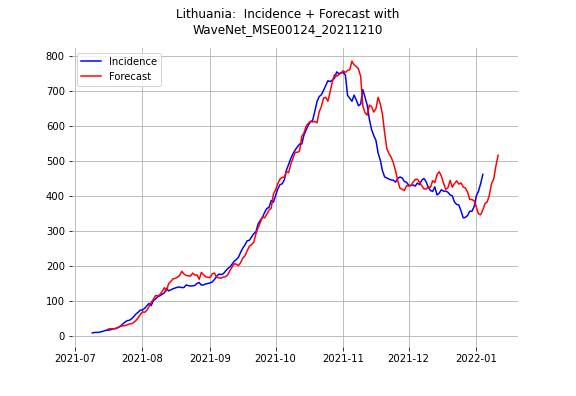 Lithuania:  Incidence + Forecast with
WaveNet_MSE00124_20211210
Incidence
Forecast
800
700
600
500
400
300
200
100
0
2021-07 2021-08 2021-09 2021-10 2021-11 2021-12 2022-01